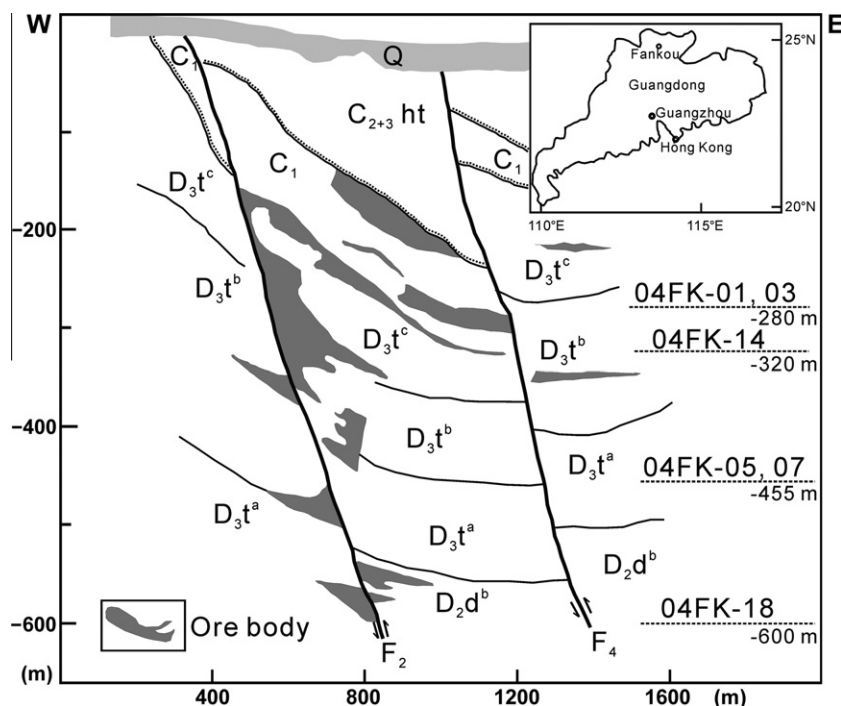 W
E
Q
C₁
C₂₊₃ ht
C₁
C₁
D₃tᶜ
D₃tᵇ
D₃tᶜ
D₃tᵇ
D₃tᵃ
D₃tᵃ
D₂dᵇ
D₃tᶜ
D₃tᵇ
D₃tᵃ
D₂dᵇ
F₂
F₄
Fankou
Guangdong
Guangzhou
Hong Kong
25°N
20°N
110°E
115°E
04FK-01, 03
-280 m
04FK-14
-320 m
04FK-05, 07
-455 m
04FK-18
-600 m
Ore body
−200
−400
−600
(m)
400
800
1200
1600
(m)